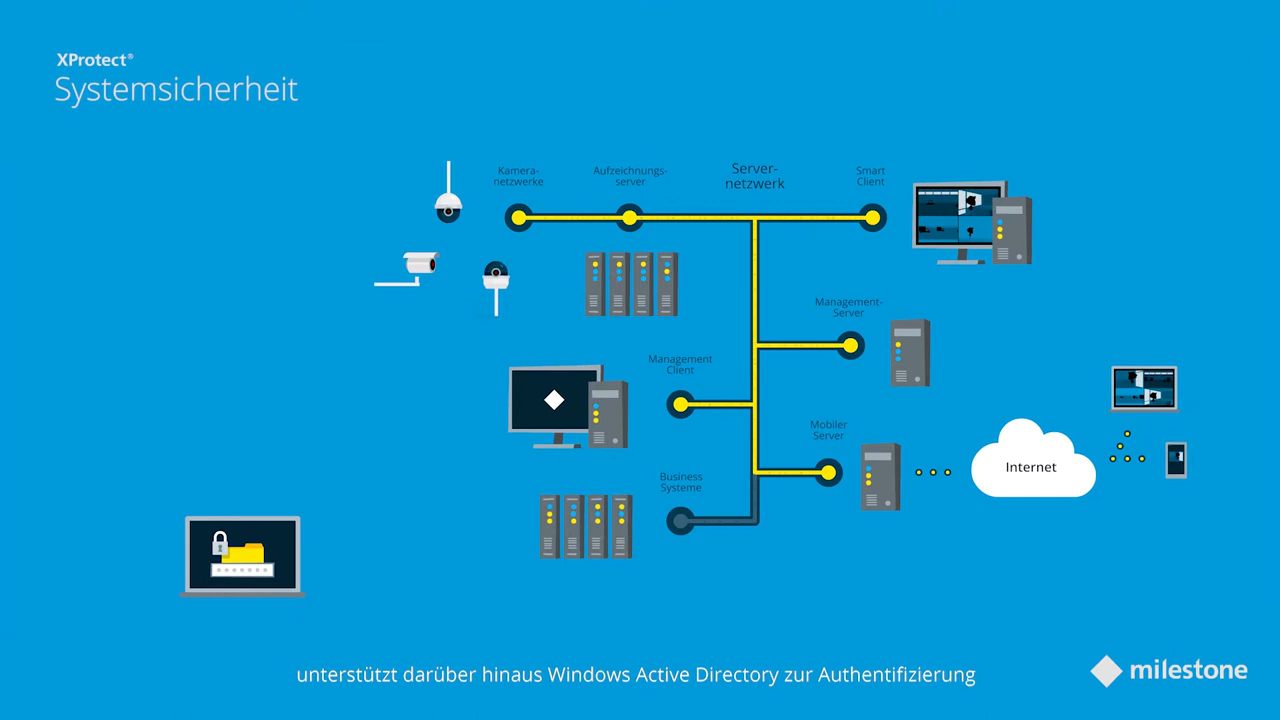 XProtect®
Systemsicherheit
Kamera-
netzwerke
Aufzeichnungs-
server
Server-
netzwerk
Smart
Client
Management-
Server
Management
Client
Mobiler
Server
Internet
Business
Systeme
unterstützt darüber hinaus Windows Active Directory zur Authentifizierung
milestone